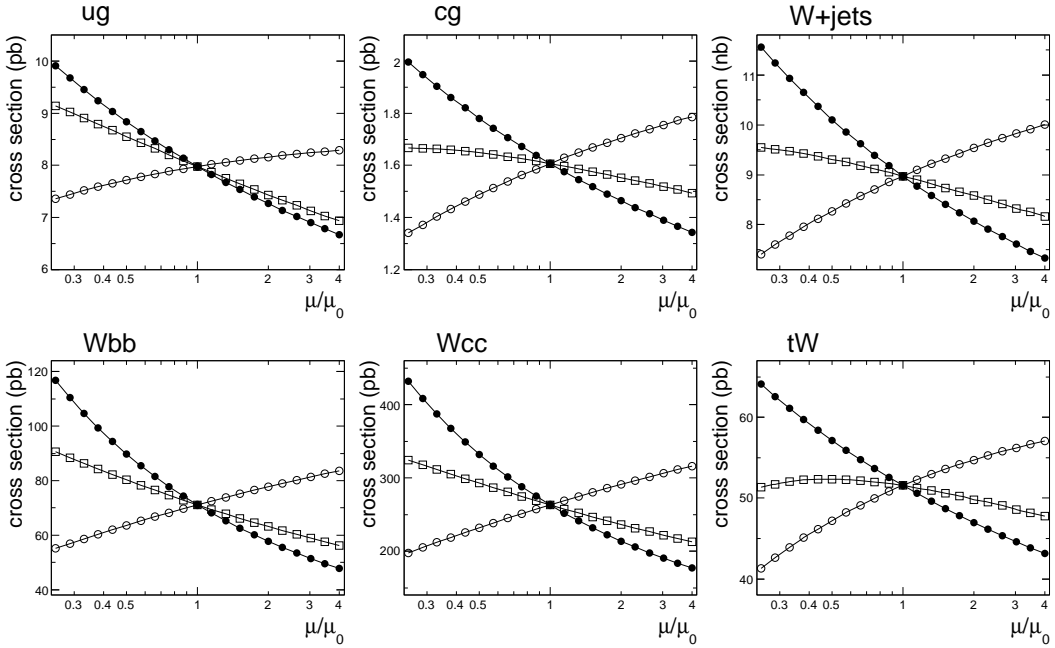 ug
cross section (pb)
10
9
8
7
6
0.3 0.4 0.5 1 2 3 4
μ/μ0
cg
cross section (pb)
2
1.8
1.6
1.4
1.2
0.3 0.4 0.5 1 2 3 4
μ/μ0
W+jets
cross section (nb)
11
10
9
8
0.3 0.4 0.5 1 2 3 4
μ/μ0
Wbb
cross section (pb)
120
100
80
60
40
0.3 0.4 0.5 1 2 3 4
μ/μ0
Wcc
cross section (pb)
400
300
200
0.3 0.4 0.5 1 2 3 4
μ/μ0
tW
cross section (pb)
60
50
40
0.3 0.4 0.5 1 2 3 4
μ/μ0